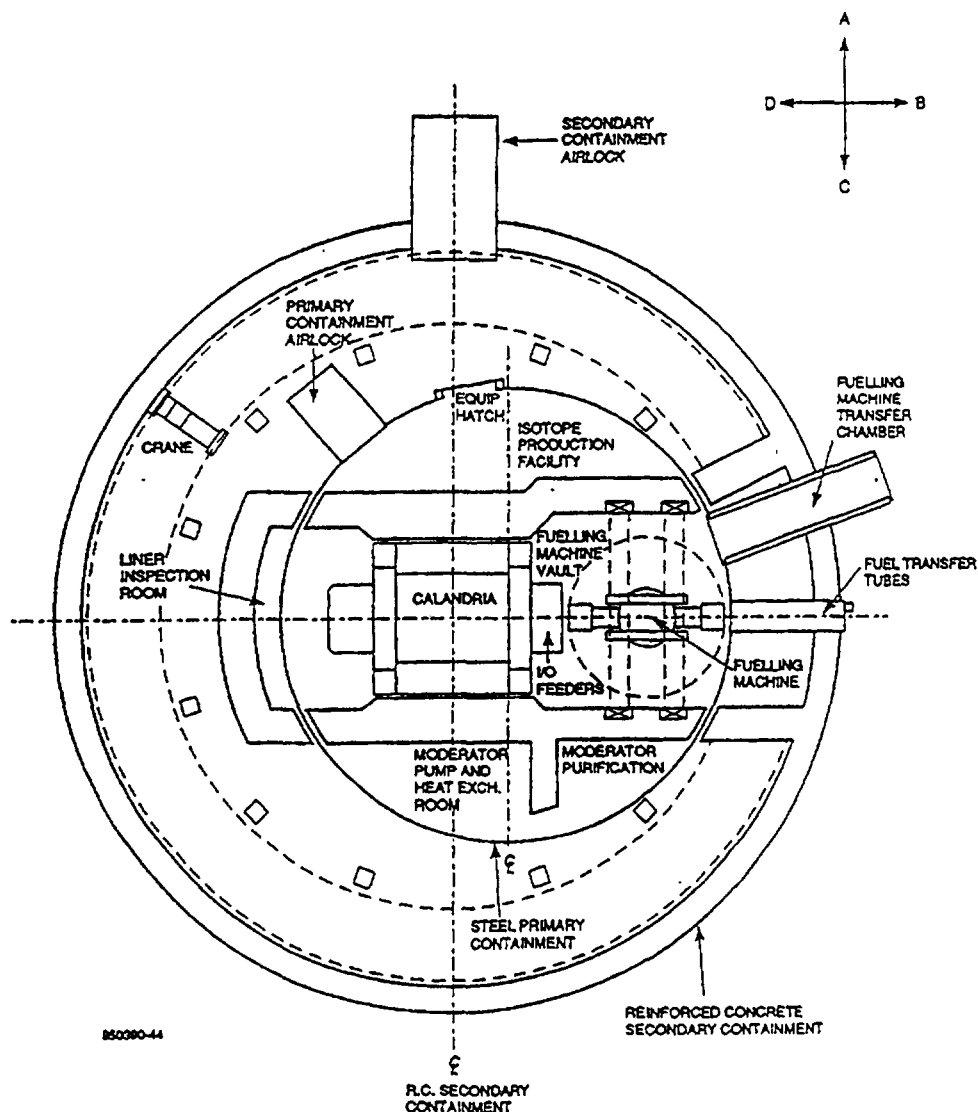 A
D
B
C
SECONDARY
CONTAINMENT
AIRLOCK
PRIMARY
CONTAINMENT
AIRLOCK
EQUIP
HATCH
FUELLING
MACHINE
TRANSFER
CHAMBER
CRANE
ISOTOPE
PRODUCTION
FACILITY
LINER
INSPECTION
ROOM
FUELLING
MACHINE
VAULT
FUEL TRANSFER
TUBES
CALANDRIA
I/O
FEEDERS
FUELLING
MACHINE
MODERATOR
PUMP AND
HEAT EXCH.
ROOM
MODERATOR
PURIFICATION
℄
STEEL PRIMARY
CONTAINMENT
REINFORCED CONCRETE
SECONDARY CONTAINMENT
850390-44
℄
R.C. SECONDARY
CONTAINMENT